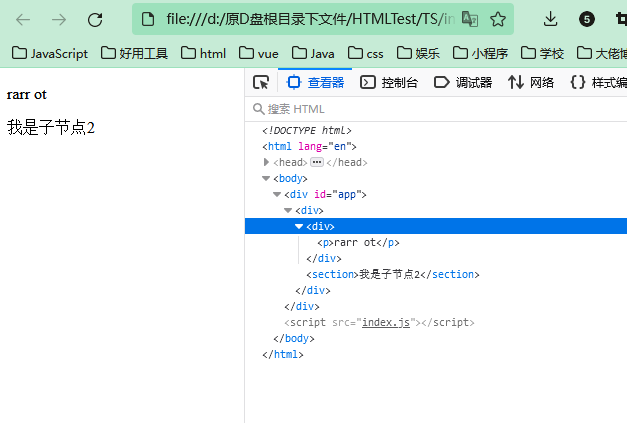 file:///d:/原D盘根目录下文件/HTMLTest/TS/in
5
JavaScript 好用工具 html vue Java css 娱乐 小程序 学校 大佬博
查看器 控制台 调试器 网络 样式编
搜索 HTML
rarr ot
我是子节点2
<!DOCTYPE html>
<html lang="en">
<head>···</head>
<body>
<div id="app">
<div>
<div>
<p>rarr ot</p>
</div>
<section>我是子节点2</section>
</div>
</div>
<script src="index.js"></script>
</body>
</html>